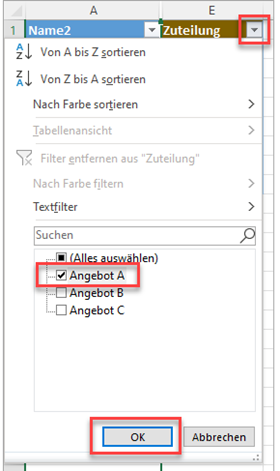 A E
1 Name2 Zuteilung
Von A bis Z sortieren
Von Z bis A sortieren
Nach Farbe sortieren
Tabellenansicht
Filter entfernen aus "Zuteilung"
Nach Farbe filtern
Textfilter
Suchen
(Alles auswählen)
Angebot A
Angebot B
Angebot C
OK Abbrechen